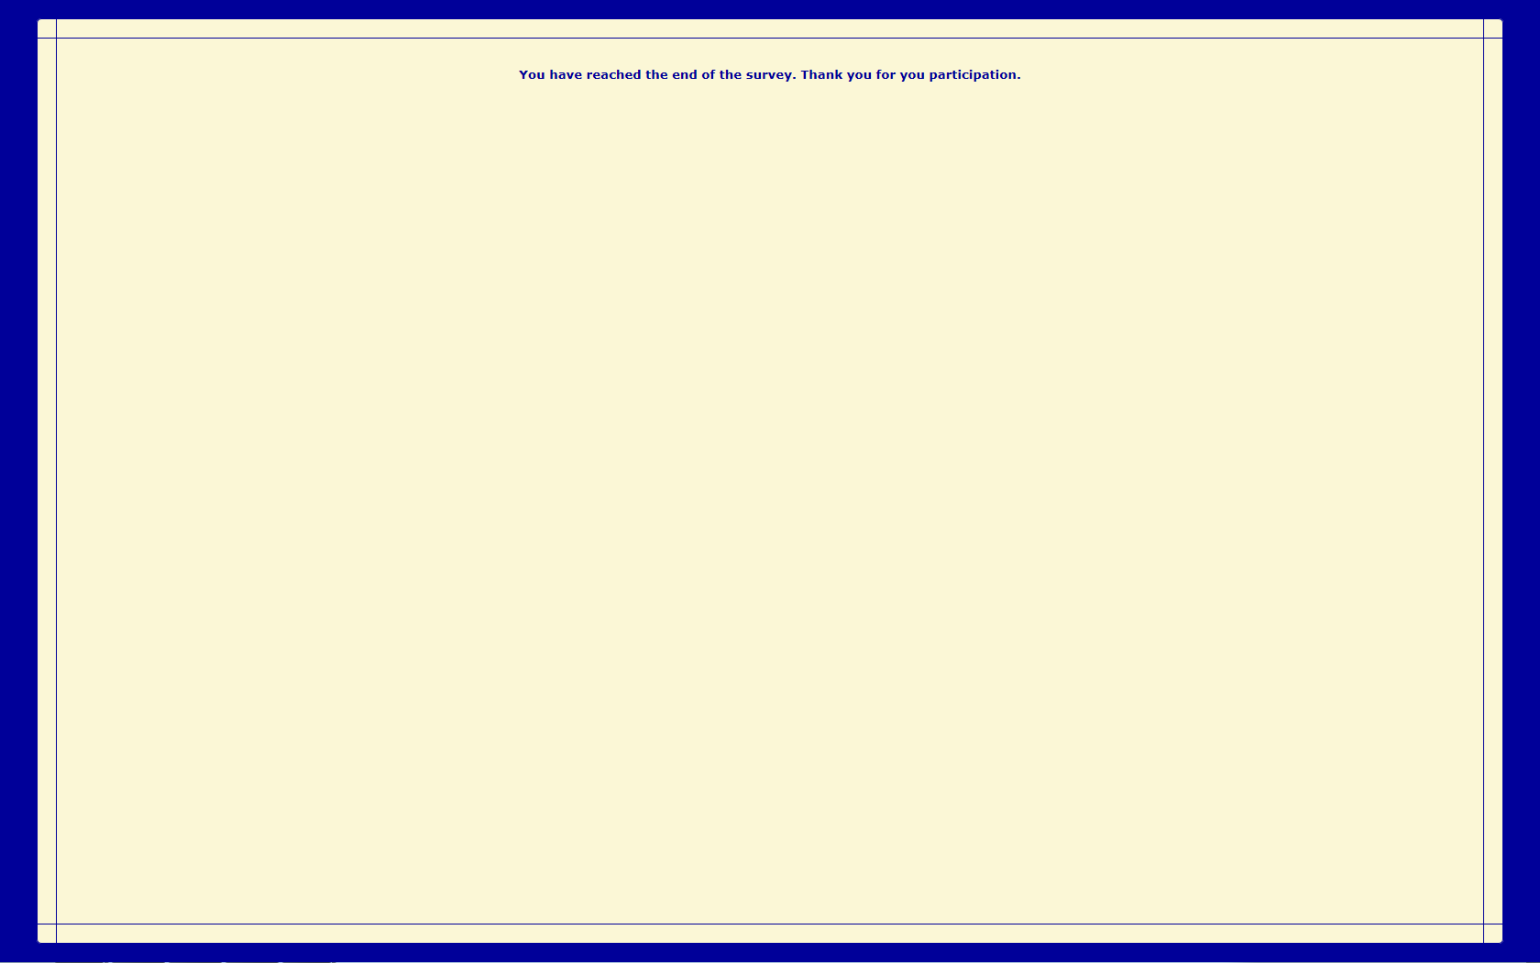 You have reached the end of the survey. Thank you for you participation.